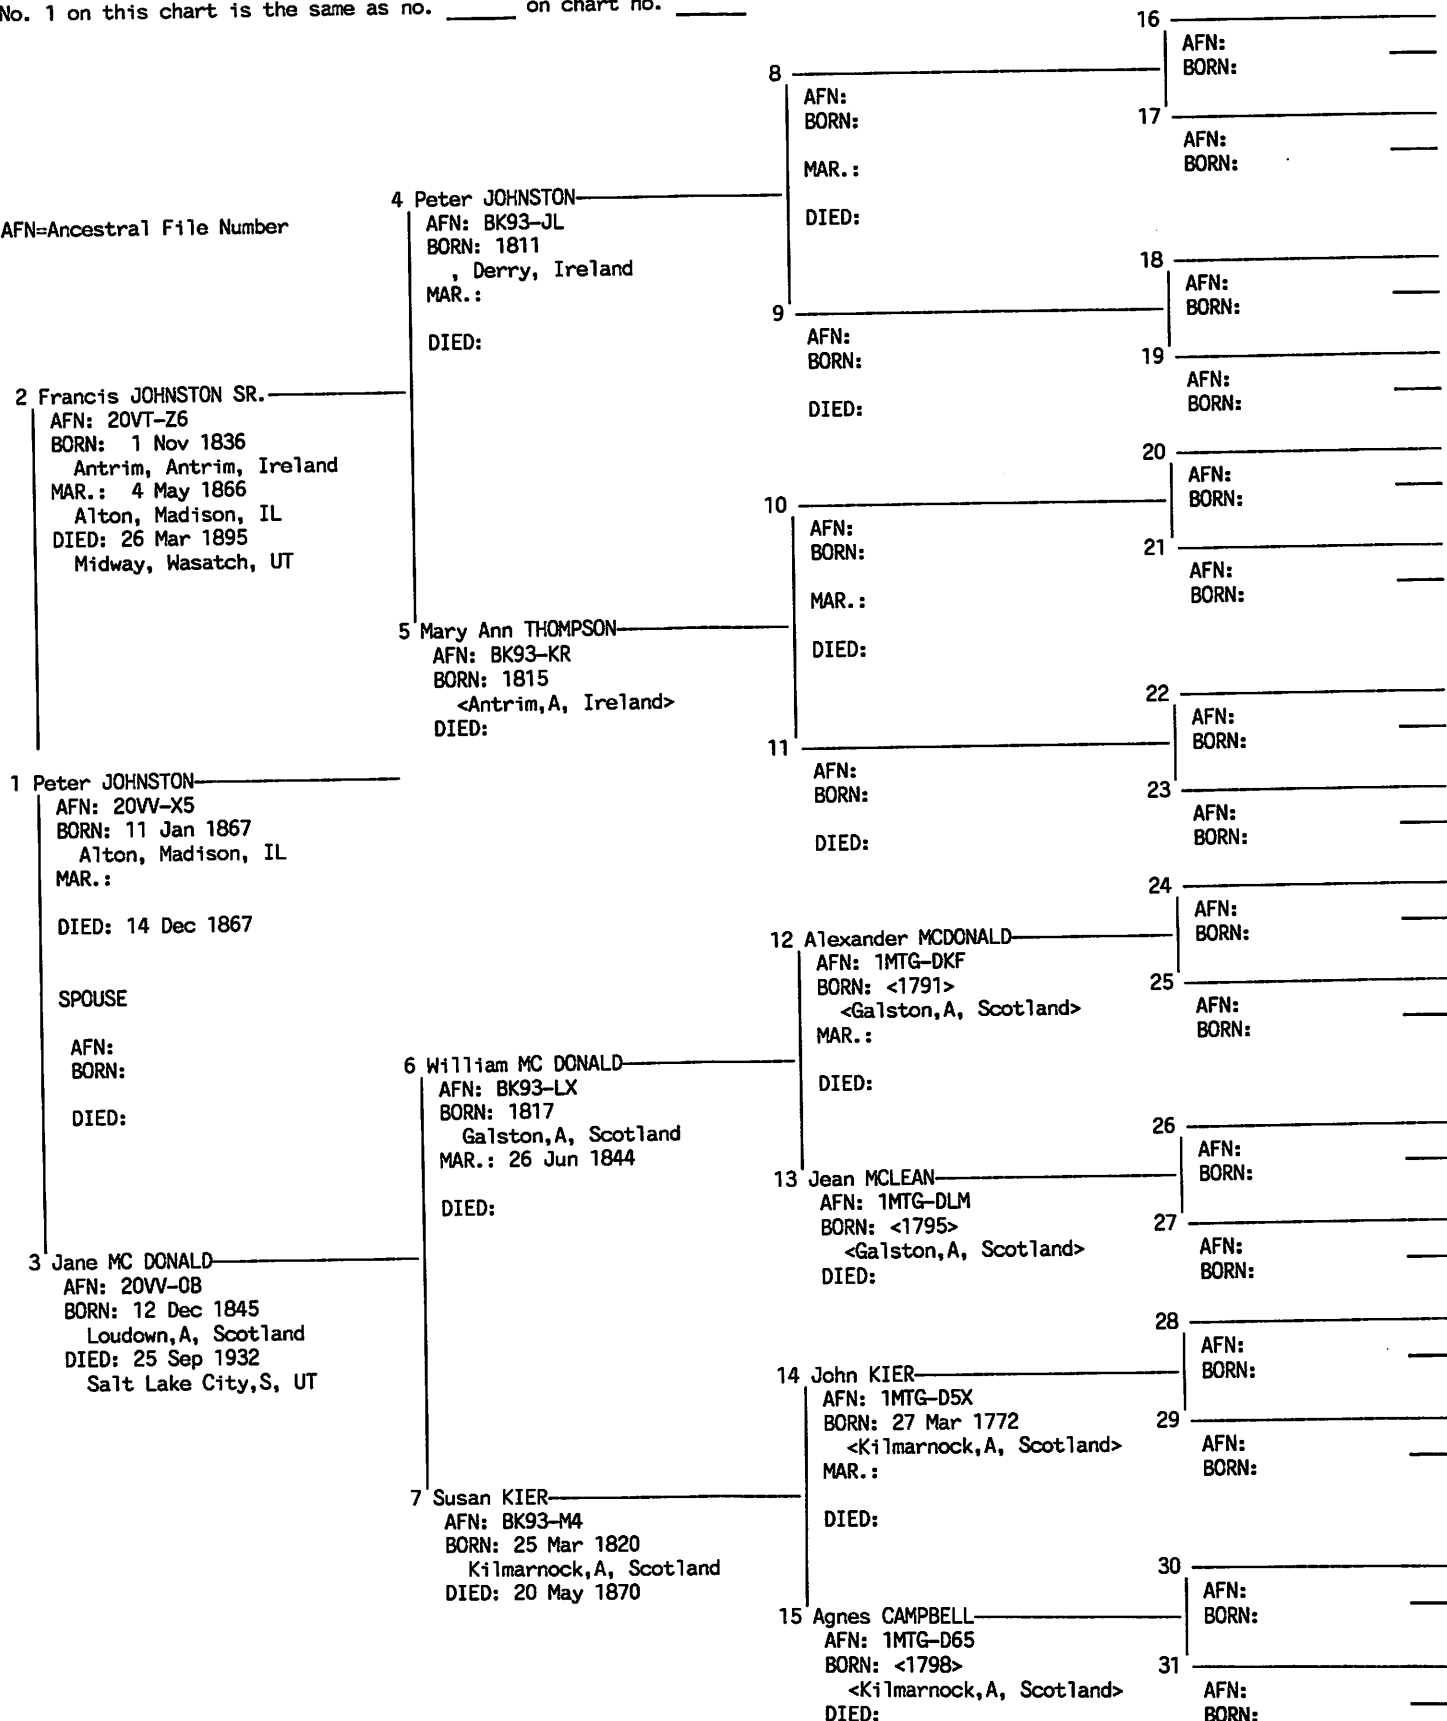 No. 1 on this chart is the same as no. _____ on chart no. _____
AFN=Ancestral File Number
1 Peter JOHNSTON
AFN: 20VV-X5
BORN: 11 Jan 1867
Alton, Madison, IL
MAR.:
DIED: 14 Dec 1867
SPOUSE
AFN:
BORN:
DIED:
2 Francis JOHNSTON SR.
AFN: 20VT-Z6
BORN: 1 Nov 1836
Antrim, Antrim, Ireland
MAR.: 4 May 1866
Alton, Madison, IL
DIED: 26 Mar 1895
Midway, Wasatch, UT
3 Jane MC DONALD
AFN: 20VV-0B
BORN: 12 Dec 1845
Loudown,A, Scotland
DIED: 25 Sep 1932
Salt Lake City,S, UT
4 Peter JOHNSTON
AFN: BK93-JL
BORN: 1811
, Derry, Ireland
MAR.:
DIED:
5 Mary Ann THOMPSON
AFN: BK93-KR
BORN: 1815
<Antrim,A, Ireland>
DIED:
6 William MC DONALD
AFN: BK93-LX
BORN: 1817
Galston,A, Scotland
MAR.: 26 Jun 1844
DIED:
7 Susan KIER
AFN: BK93-M4
BORN: 25 Mar 1820
Kilmarnock,A, Scotland
DIED: 20 May 1870
8
AFN:
BORN:
MAR.:
DIED:
9
AFN:
BORN:
DIED:
10
AFN:
BORN:
MAR.:
DIED:
11
AFN:
BORN:
DIED:
12 Alexander MCDONALD
AFN: 1MTG-DKF
BORN: <1791>
<Galston,A, Scotland>
MAR.:
DIED:
13 Jean MCLEAN
AFN: 1MTG-DLM
BORN: <1795>
<Galston,A, Scotland>
DIED:
14 John KIER
AFN: 1MTG-D5X
BORN: 27 Mar 1772
<Kilmarnock,A, Scotland>
MAR.:
DIED:
15 Agnes CAMPBELL
AFN: 1MTG-D65
BORN: <1798>
<Kilmarnock,A, Scotland>
DIED:
16
AFN:
BORN:
17
AFN:
BORN:
18
AFN:
BORN:
19
AFN:
BORN:
20
AFN:
BORN:
21
AFN:
BORN:
22
AFN:
BORN:
23
AFN:
BORN:
24
AFN:
BORN:
25
AFN:
BORN:
26
AFN:
BORN:
27
AFN:
BORN:
28
AFN:
BORN:
29
AFN:
BORN:
30
AFN:
BORN:
31
AFN:
BORN: